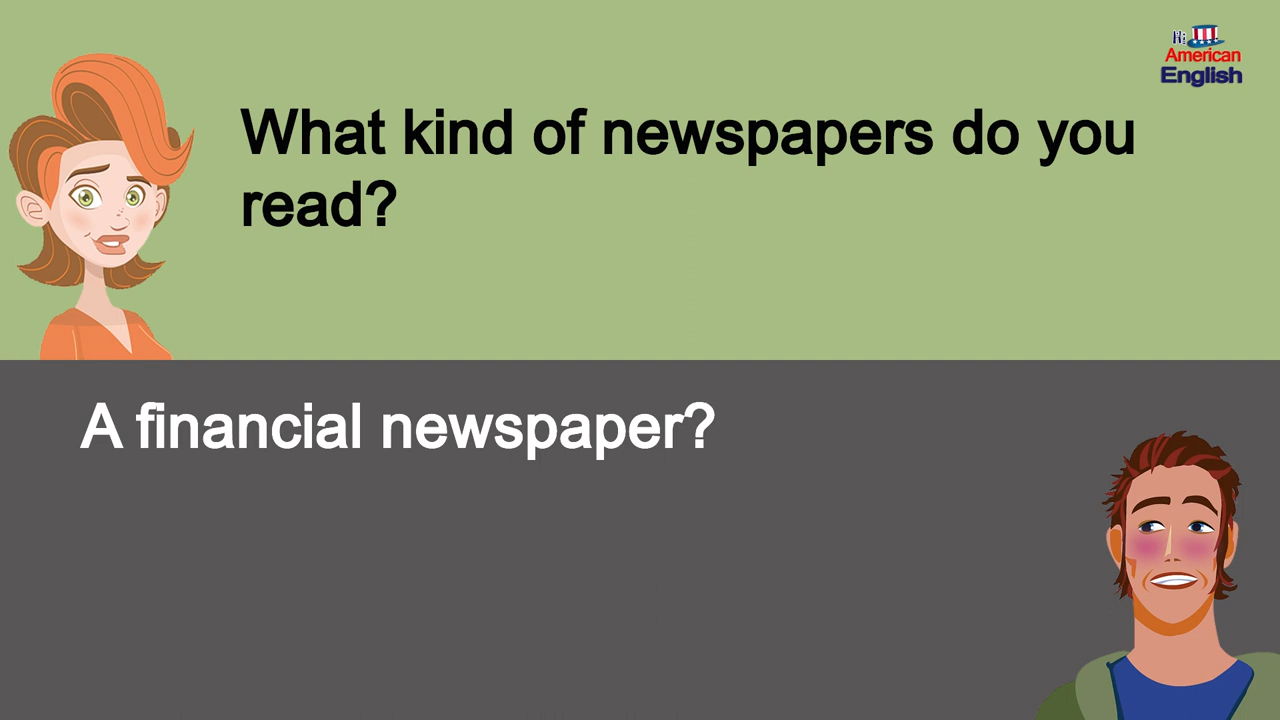 Hi
American
English
What kind of newspapers do you
read?
A financial newspaper?